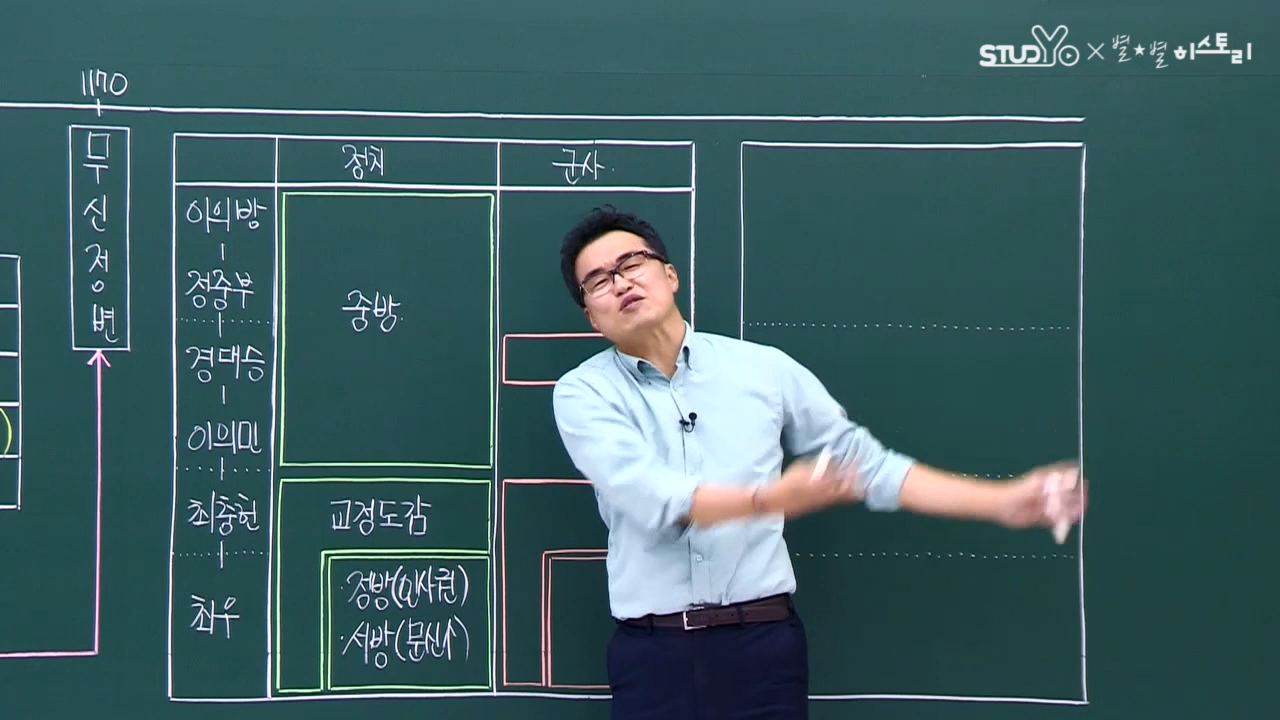 STUDYO × 별★별 히스토리
1170
무신정변
정치
군사
이의방
정중부
경대승
이의민
최충헌
최우
중방
교정도감
·정방(인사권)
·서방(문신人)